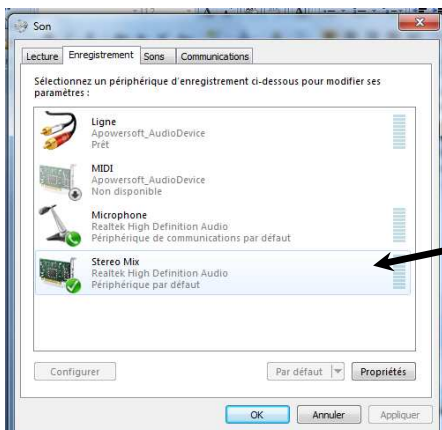 Son
Lecture Enregistrement Sons Communications
Sélectionnez un périphérique d'enregistrement ci-dessous pour modifier ses
paramètres :
Ligne
Apowersoft_AudioDevice
Prêt
MIDI
Apowersoft_AudioDevice
Non disponible
Microphone
Realtek High Definition Audio
Périphérique de communications par défaut
Stereo Mix
Realtek High Definition Audio
Périphérique par défaut
Configurer Par défaut Propriétés
OK Annuler Appliquer